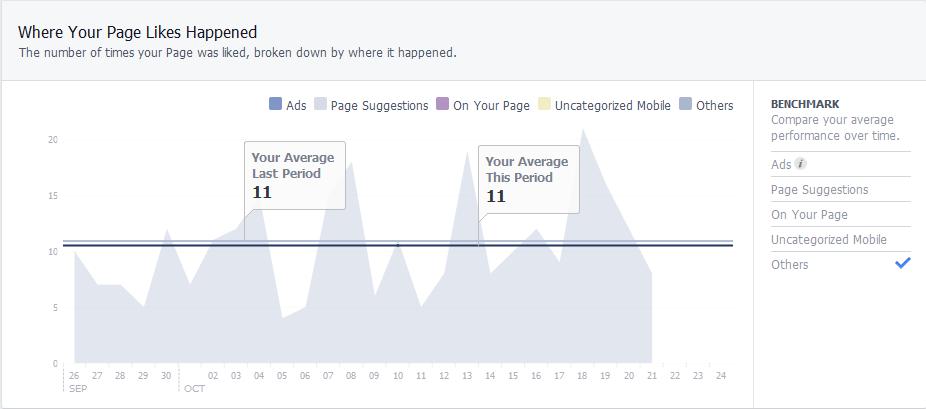 Where Your Page Likes Happened
The number of times your Page was liked, broken down by where it happened.
Ads Page Suggestions On Your Page Uncategorized Mobile Others
20
15
10
5
0
Your Average
Last Period
11
Your Average
This Period
11
26 27 28 29 30 02 03 04 05 06 07 08 09 10 11 12 13 14 15 16 17 18 19 20 21 22 23 24
SEP OCT
BENCHMARK
Compare your average
performance over time.
Ads i
Page Suggestions
On Your Page
Uncategorized Mobile
Others